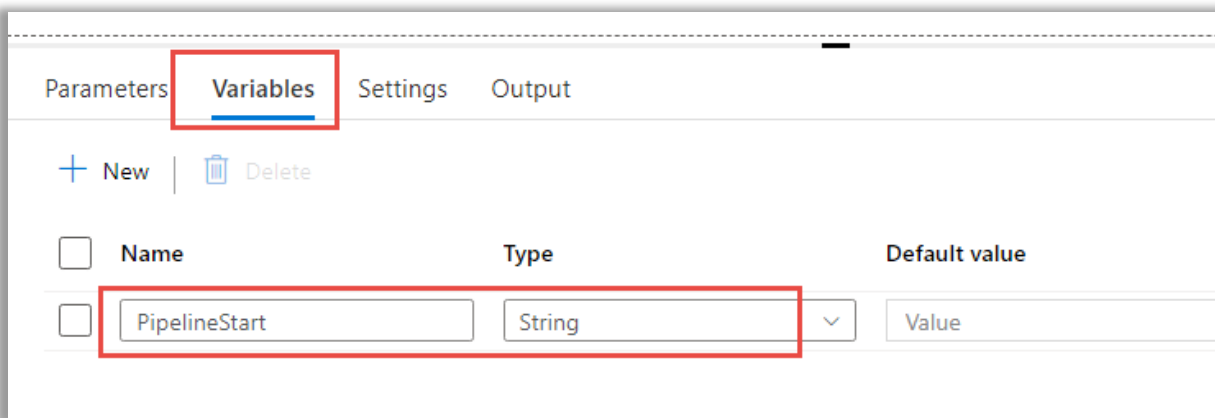 Parameters Variables Settings Output
New Delete
Name Type Default value
PipelineStart String Value